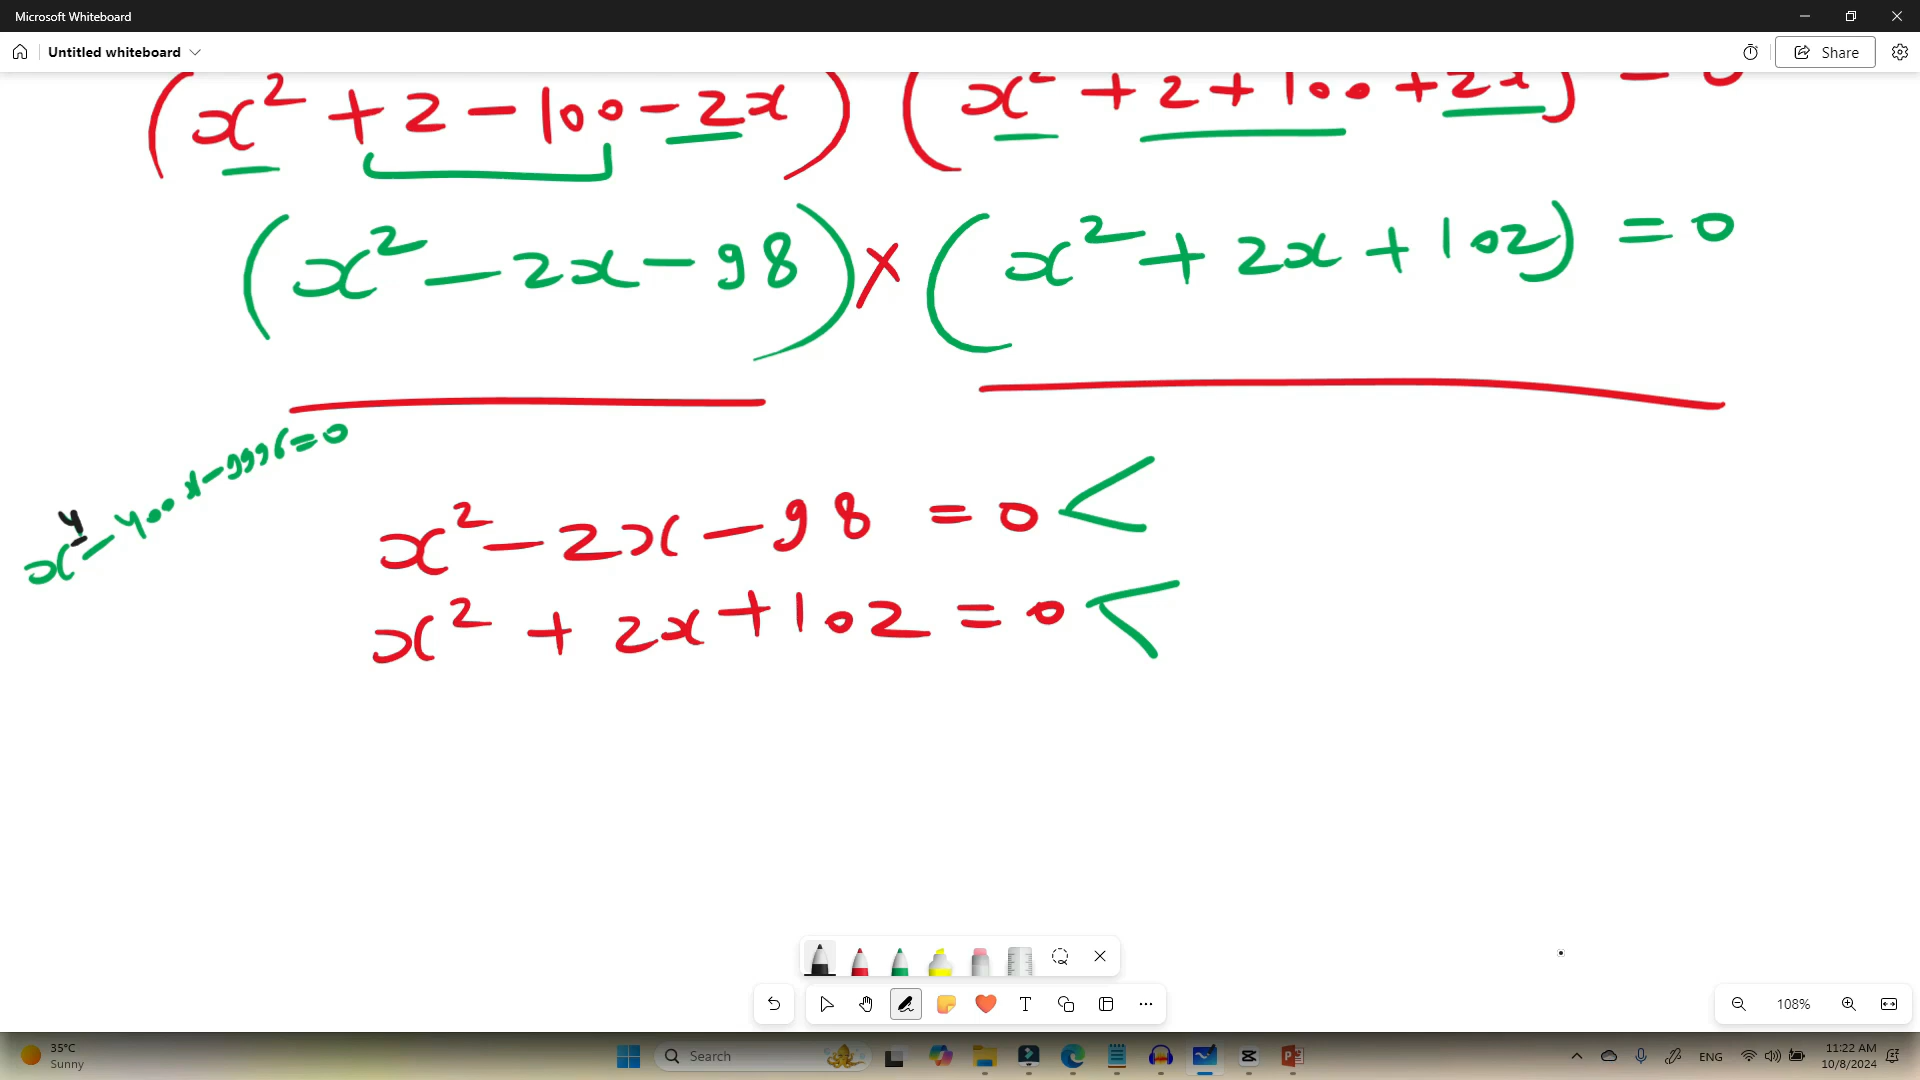 Microsoft Whiteboard
Untitled whiteboard
Share
(x² + 2 - 100 - 2x) (x² + 2 + 100 + 2x) = 0
(x² - 2x - 98) × (x² + 2x + 102) = 0
x⁴ - 400x - 9996 = 0
x² - 2x - 98 = 0 <
x² + 2x + 102 = 0 <
108%
35°C
Sunny
Search
ENG
11:22 AM
10/8/2024